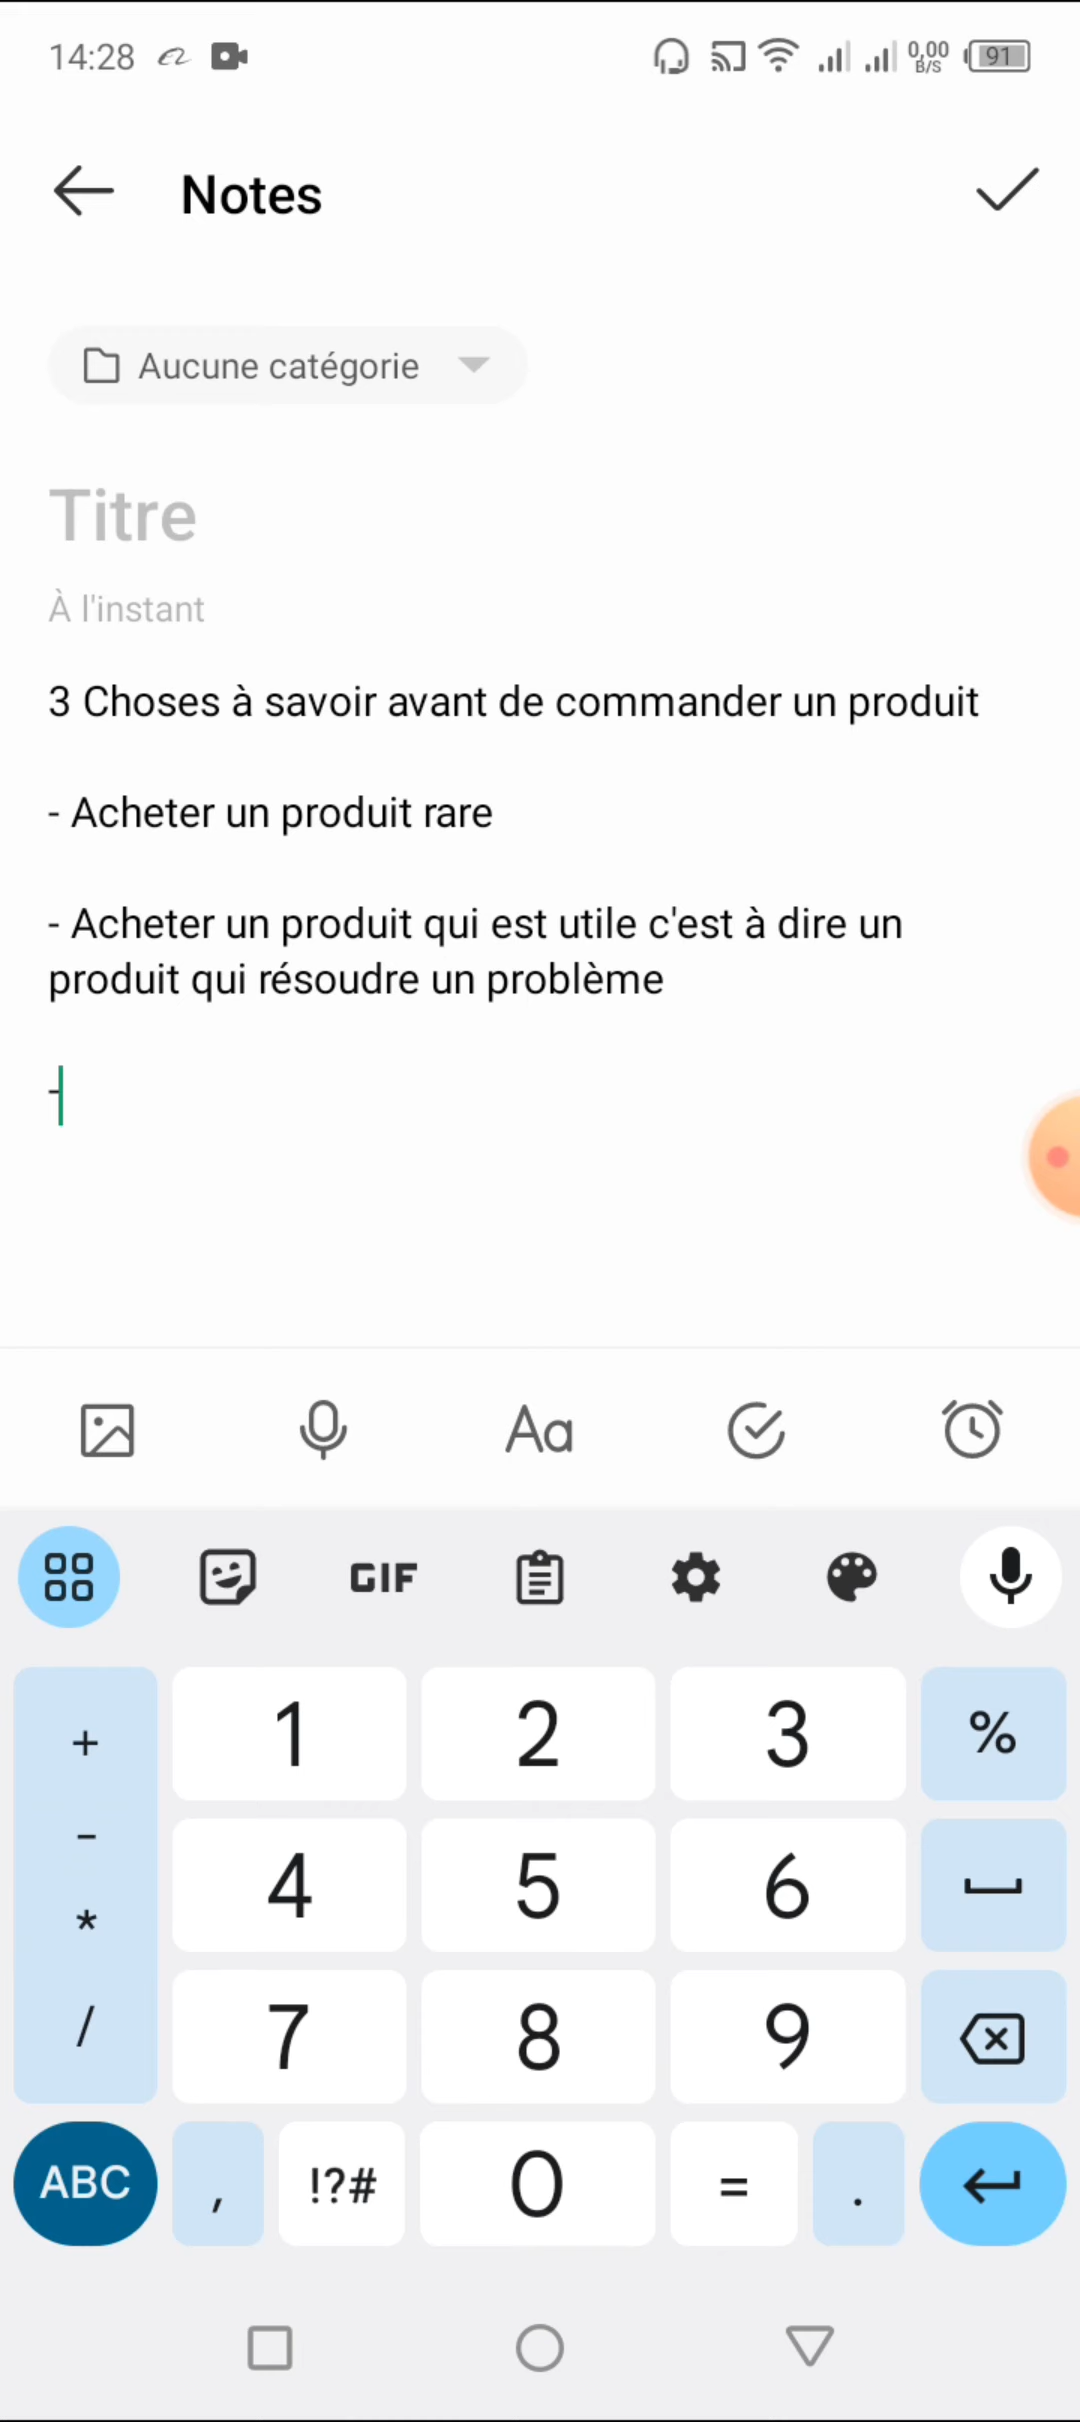 14:28
0,00
B/S
91
Notes
Aucune catégorie
Titre
À l'instant
3 Choses à savoir avant de commander un produit
- Acheter un produit rare
- Acheter un produit qui est utile c'est à dire un
produit qui résoudre un problème
-
Aa
GIF
+ 1 2 3 %
- 4 5 6
*
/ 7 8 9
ABC , !?# 0 = .